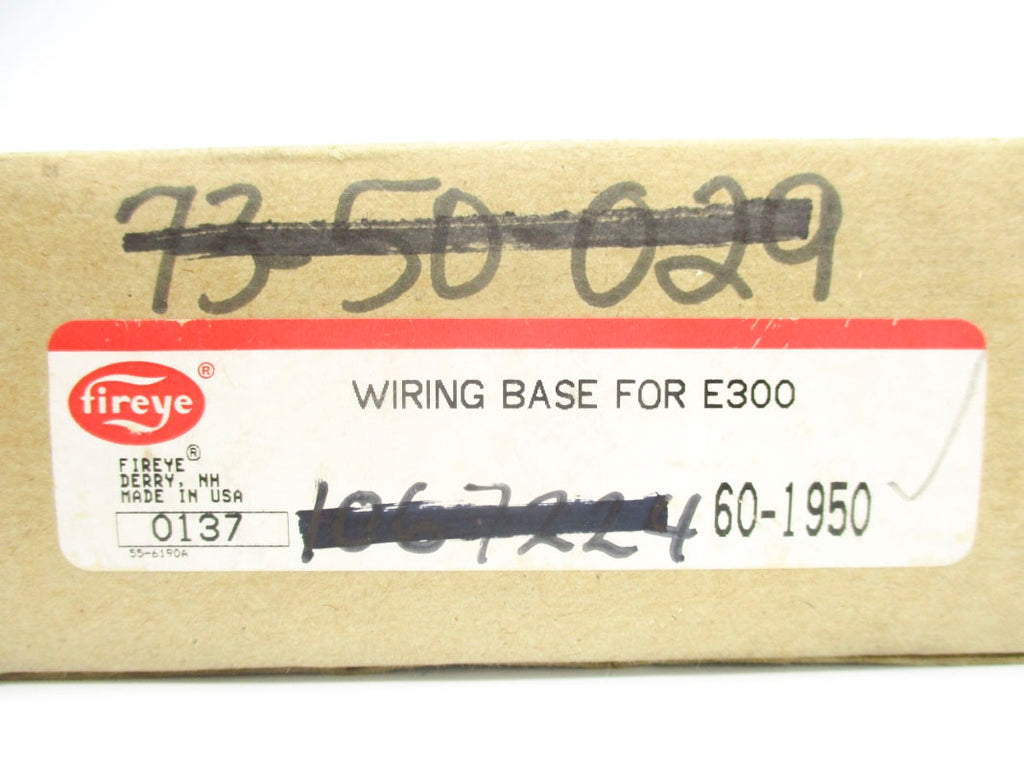 73-50-029
fireye ®
WIRING BASE FOR E300
FIREYE ®
DERRY, NH
MADE IN USA
0137
1067224 60-1950
55-6190A